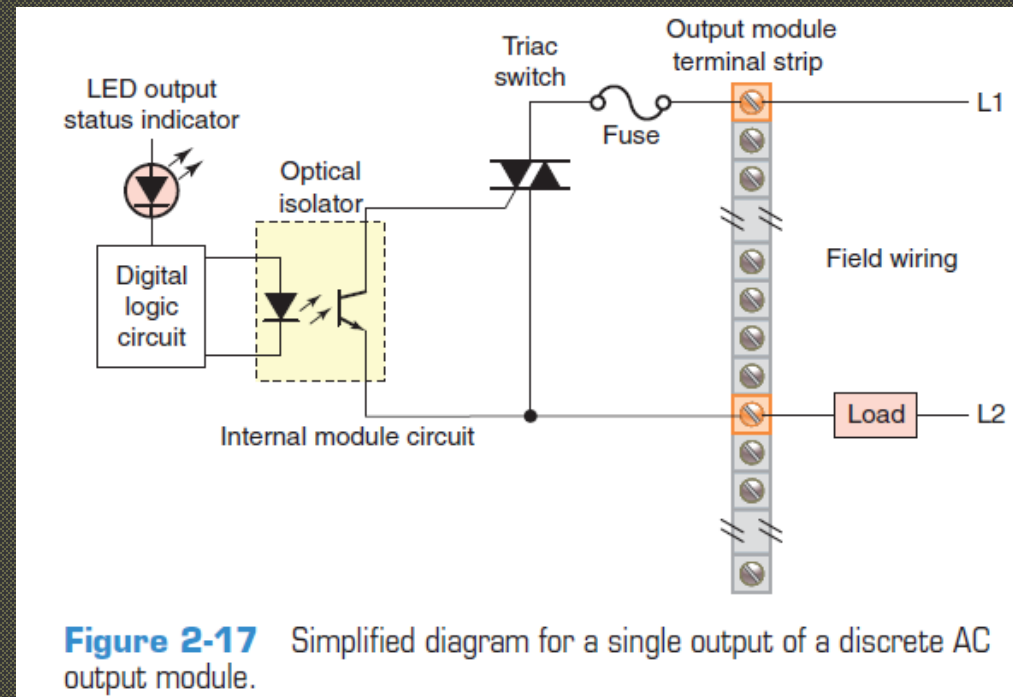 Output module
terminal strip
Triac
switch
LED output
status indicator
L1
Fuse
Optical
isolator
Digital
logic
circuit
Field wiring
Load
L2
Internal module circuit
Figure 2-17 Simplified diagram for a single output of a discrete AC
output module.